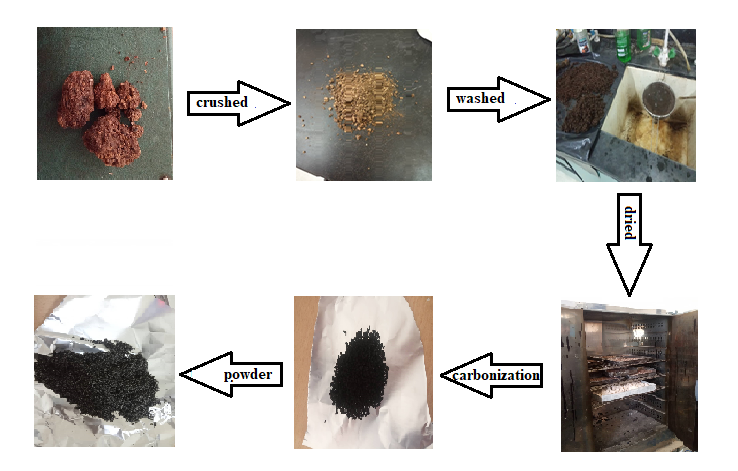 crushed
washed
dried
carbonization
powder